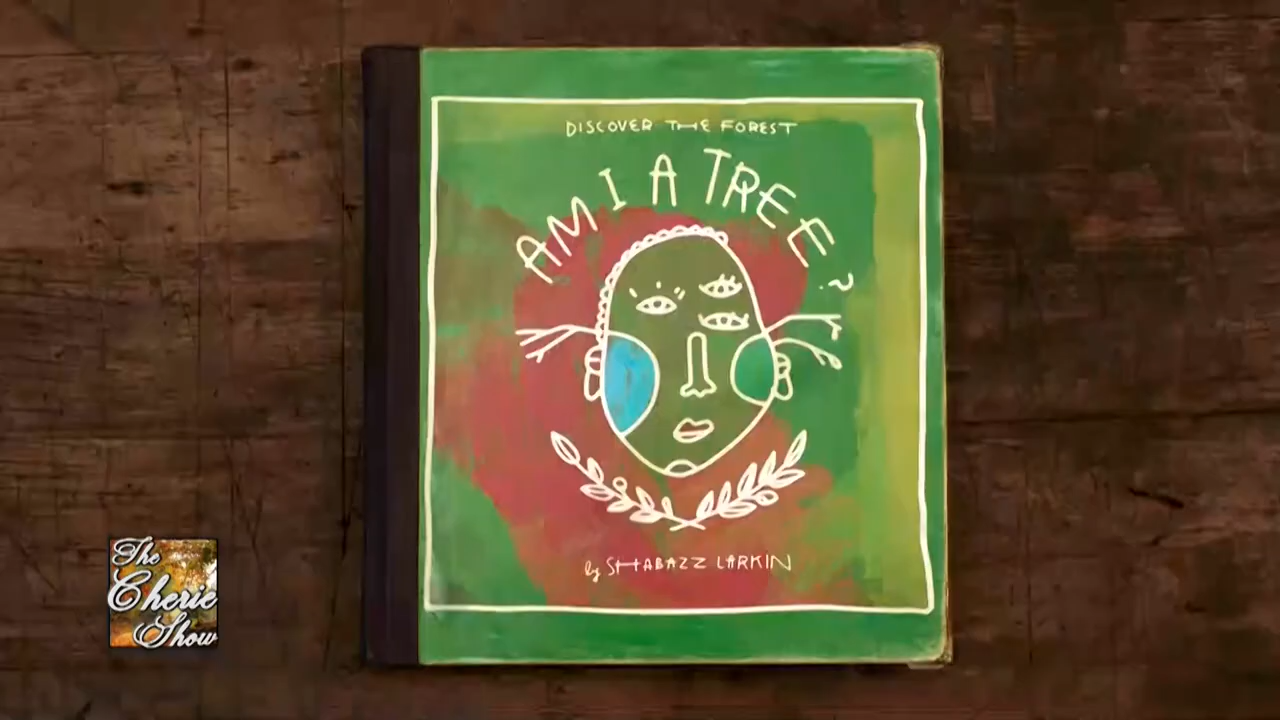 DISCOVER THE FOREST
AM I A TREE?
by SHABAZZ LARKIN
The
Cherie
Show